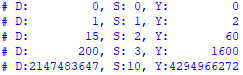 # D:         0, S: 0, Y:         0
# D:         1, S: 1, Y:         2
# D:        15, S: 2, Y:        60
# D:       200, S: 3, Y:      1600
# D:2147483647, S:10, Y:4294966272